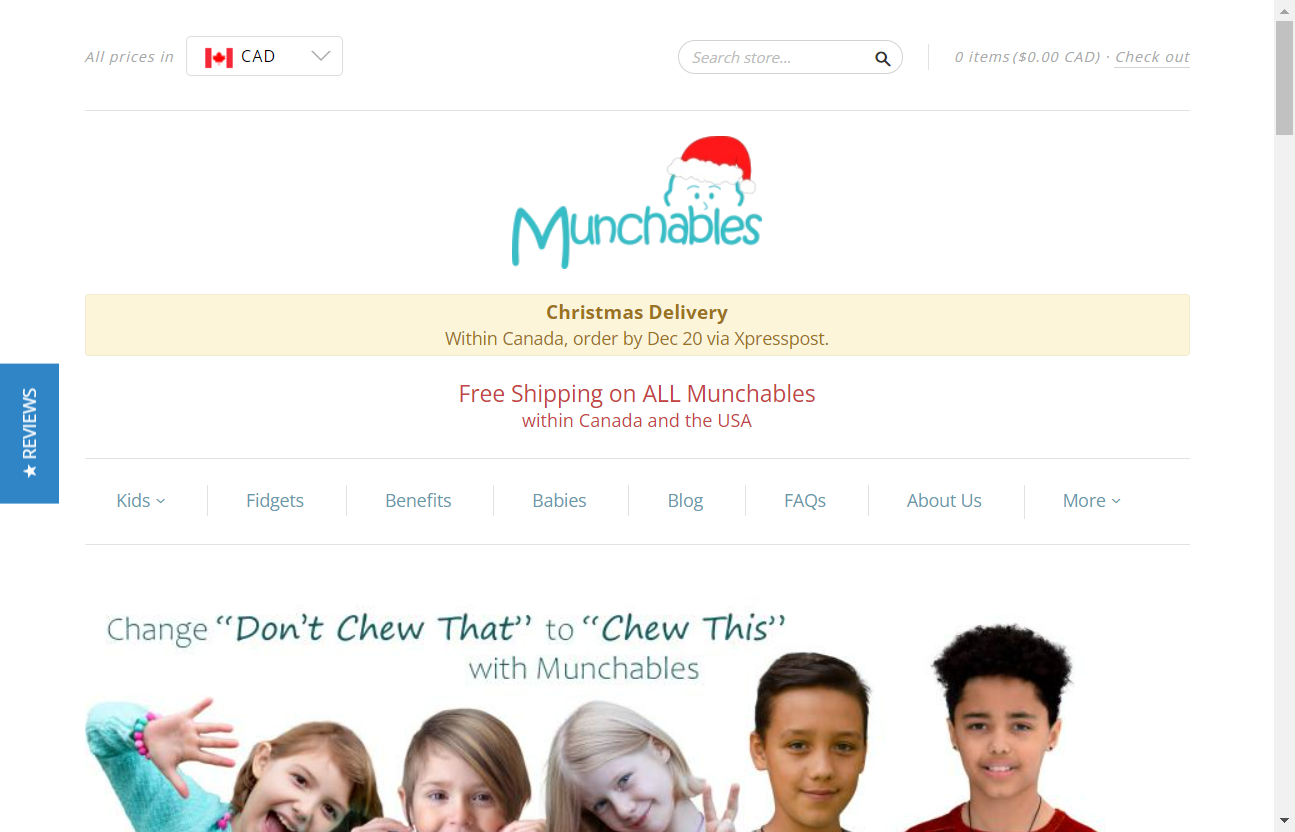 All prices in
CAD
Search store...
0 items ($0.00 CAD) · Check out
Munchables
Christmas Delivery
Within Canada, order by Dec 20 via Xpresspost.
Free Shipping on ALL Munchables
within Canada and the USA
★ REVIEWS
Kids
Fidgets
Benefits
Babies
Blog
FAQs
About Us
More
Change “Don't Chew That” to “Chew This”
with Munchables